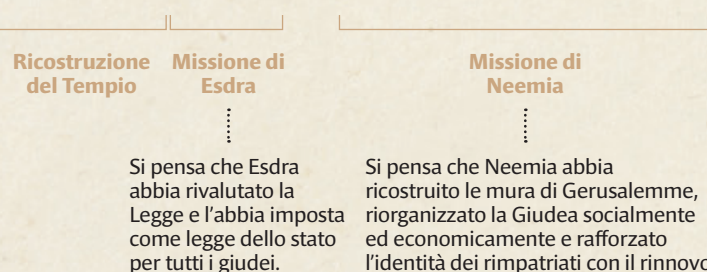 Ricostruzione
del Tempio
Missione di
Esdra
Missione di
Neemia
Si pensa che Esdra
abbia rivalutato la
Legge e l'abbia imposta
come legge dello stato
per tutti i giudei.
Si pensa che Neemia abbia
ricostruito le mura di Gerusalemme,
riorganizzato la Giudea socialmente
ed economicamente e rafforzato
l'identità dei rimpatriati con il rinnovo